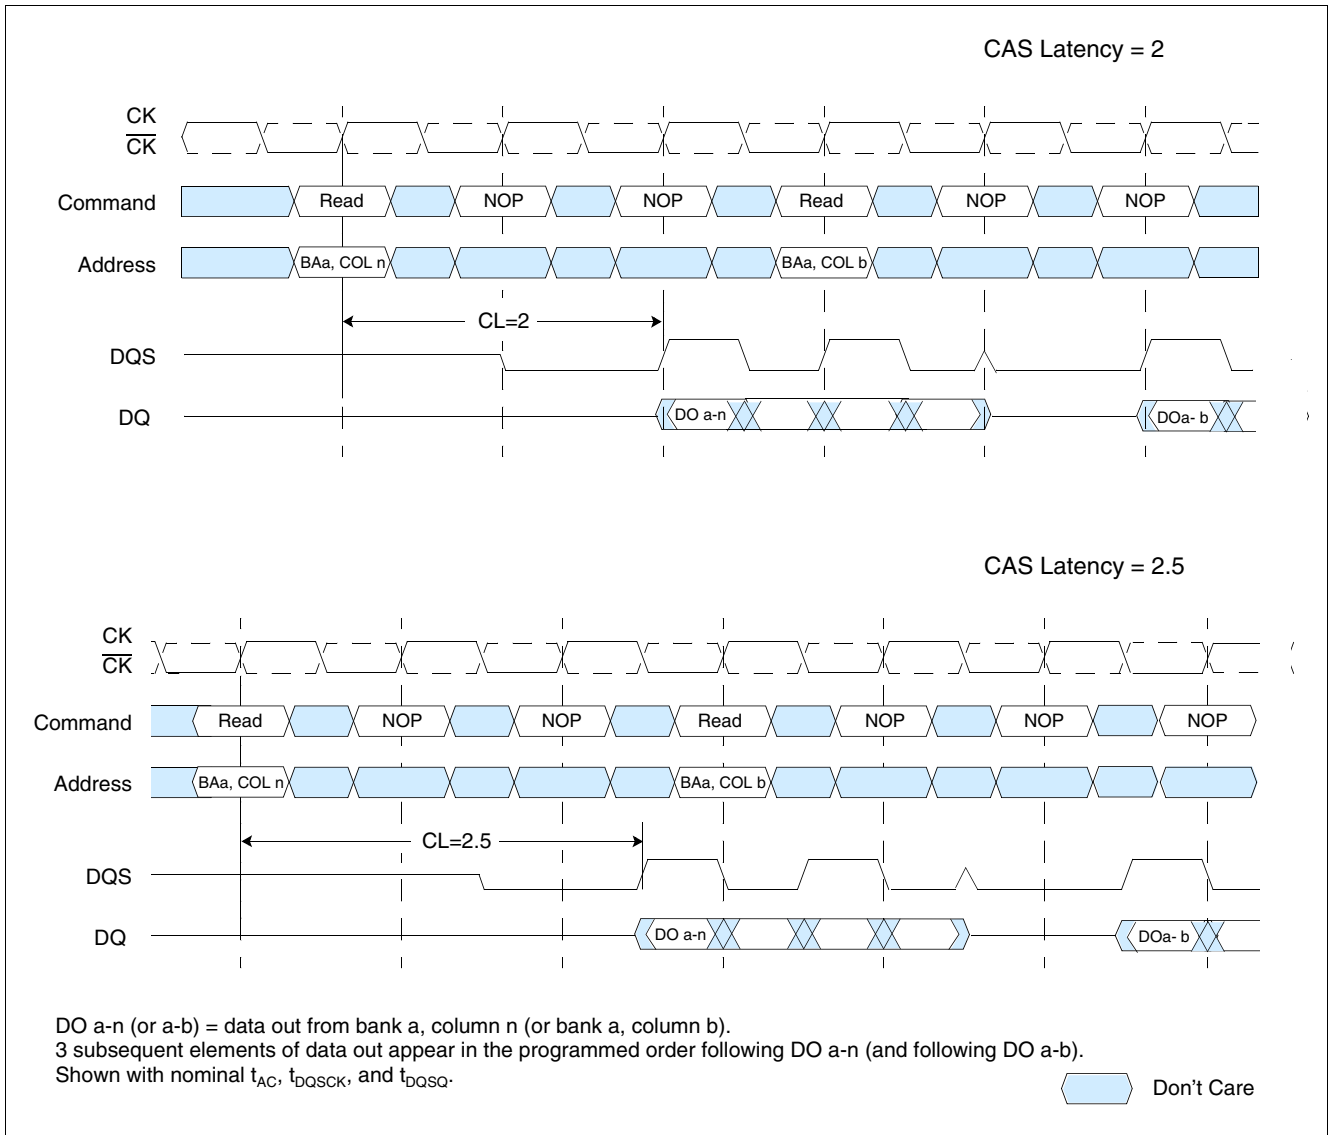 CAS Latency = 2
CK
CK
Command
Read
NOP
NOP
Read
NOP
NOP
Address
BAa, COL n
BAa, COL b
CL=2
DQS
DQ
DO a-n
DOa- b
CAS Latency = 2.5
CK
CK
Command
Read
NOP
NOP
Read
NOP
NOP
NOP
Address
BAa, COL n
BAa, COL b
CL=2.5
DQS
DQ
DO a-n
DOa- b
DO a-n (or a-b) = data out from bank a, column n (or bank a, column b).
3 subsequent elements of data out appear in the programmed order following DO a-n (and following DO a-b).
Shown with nominal tAC, tDQSCK, and tDQSQ.
Don't Care